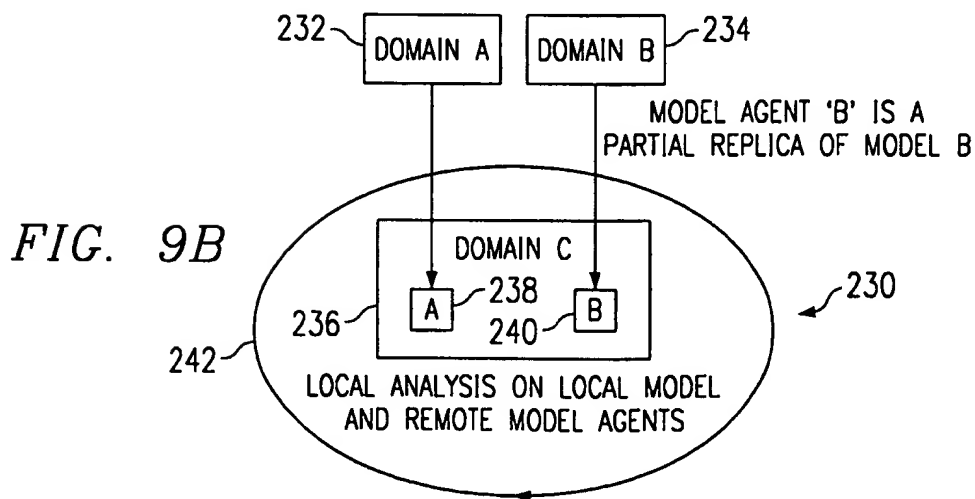 232
DOMAIN A
DOMAIN B
234
MODEL AGENT 'B' IS A
PARTIAL REPLICA OF MODEL B
FIG. 9B
DOMAIN C
230
236
A
238
240
B
242
LOCAL ANALYSIS ON LOCAL MODEL
AND REMOTE MODEL AGENTS